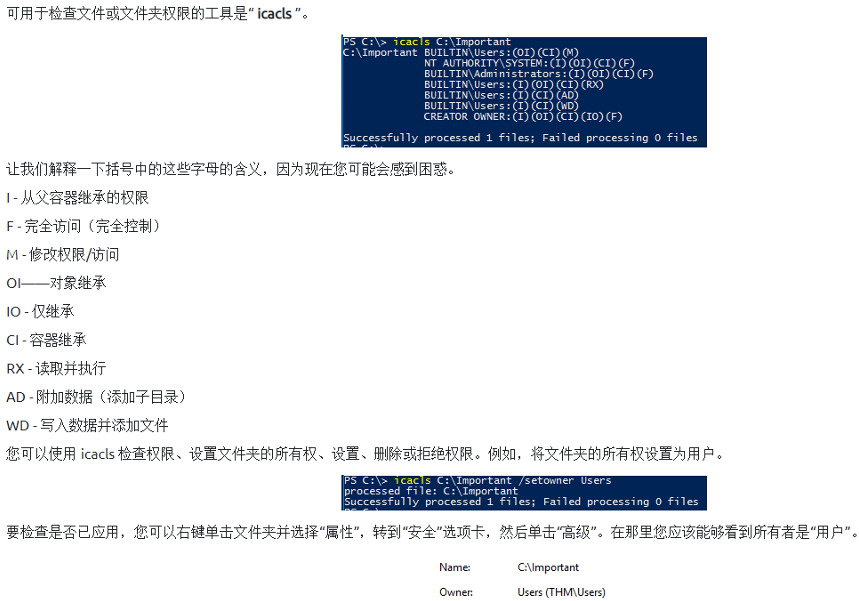 可用于检查文件或文件夹权限的工具是“ icacls ”。
PS C:\> icacls C:\Important
C:\Important BUILTIN\Users:(OI)(CI)(M)
NT AUTHORITY\SYSTEM:(I)(OI)(CI)(F)
BUILTIN\Administrators:(I)(OI)(CI)(F)
BUILTIN\Users:(I)(OI)(CI)(RX)
BUILTIN\Users:(I)(CI)(AD)
BUILTIN\Users:(I)(CI)(WD)
CREATOR OWNER:(I)(OI)(CI)(IO)(F)
Successfully processed 1 files; Failed processing 0 files
让我们解释一下括号中的这些字母的含义，因为现在您可能会感到困惑。
I - 从父容器继承的权限
F - 完全访问（完全控制）
M - 修改权限/访问
OI——对象继承
IO - 仅继承
CI - 容器继承
RX - 读取并执行
AD - 附加数据（添加子目录）
WD - 写入数据并添加文件
您可以使用 icacls 检查权限、设置文件夹的所有权、设置、删除或拒绝权限。例如，将文件夹的所有权设置为用户。
PS C:\> icacls C:\Important /setowner Users
processed file: C:\Important
Successfully processed 1 files; Failed processing 0 files
要检查是否已应用，您可以右键单击文件夹并选择“属性”，转到“安全”选项卡，然后单击“高级”。在那里您应该能够看到所有者是“用户”。
Name: C:\Important
Owner: Users (THM\Users)